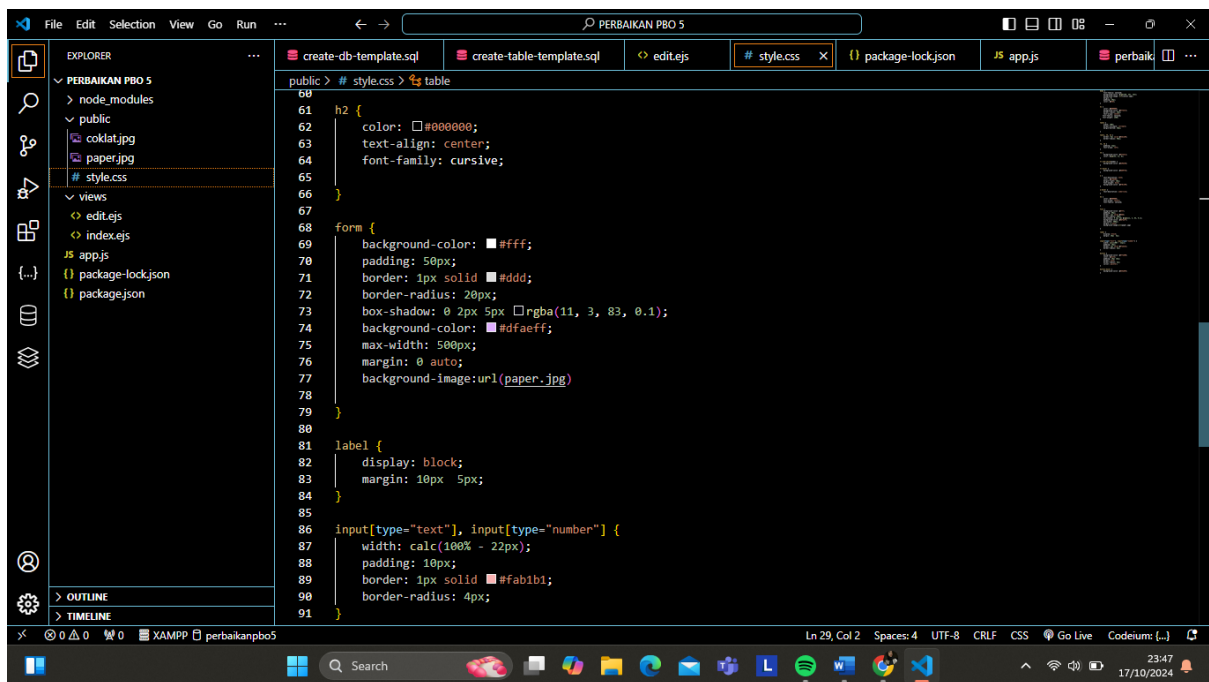 File Edit Selection View Go Run ··· ← → PERBAIKAN PBO 5
EXPLORER ···
PERBAIKAN PBO 5
> node_modules
public
coklat.jpg
paper.jpg
# style.css
views
<> edit.ejs
<> index.ejs
JS app.js
{} package-lock.json
{} package.json
> OUTLINE
> TIMELINE
create-db-template.sql create-table-template.sql <> edit.ejs # style.css × {} package-lock.json JS app.js perbaik ···
public > # style.css > table
60
61 h2 {
62 color: #000000;
63 text-align: center;
64 font-family: cursive;
65
66 }
67
68 form {
69 background-color: #fff;
70 padding: 50px;
71 border: 1px solid #ddd;
72 border-radius: 20px;
73 box-shadow: 0 2px 5px rgba(11, 3, 83, 0.1);
74 background-color: #dfaeff;
75 max-width: 500px;
76 margin: 0 auto;
77 background-image:url(paper.jpg)
78
79 }
80
81 label {
82 display: block;
83 margin: 10px 5px;
84 }
85
86 input[type="text"], input[type="number"] {
87 width: calc(100% - 22px);
88 padding: 10px;
89 border: 1px solid #fab1b1;
90 border-radius: 4px;
91 }
0 0 0 XAMPP perbaikanpbo5 Ln 29, Col 2 Spaces: 4 UTF-8 CRLF CSS Go Live Codeium: {...}
Search L W 23:47
17/10/2024